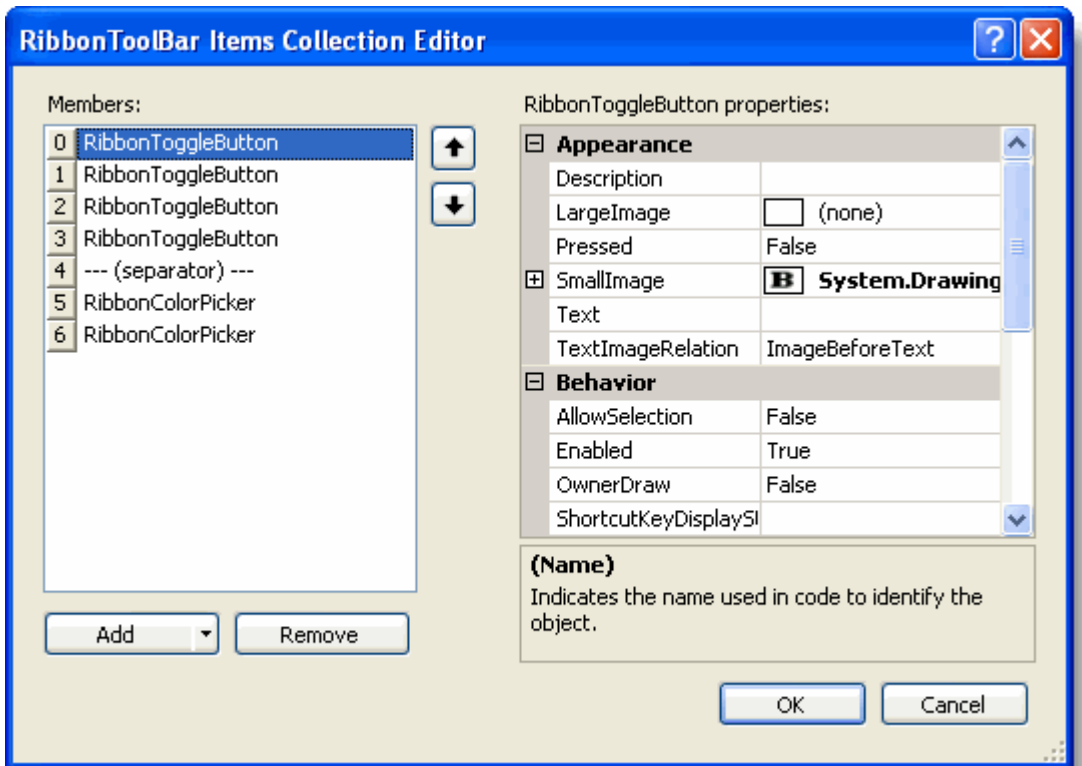 RibbonToolBar Items Collection Editor
Members:
0 RibbonToggleButton
1 RibbonToggleButton
2 RibbonToggleButton
3 RibbonToggleButton
4 --- (separator) ---
5 RibbonColorPicker
6 RibbonColorPicker
Add
Remove
RibbonToggleButton properties:
Appearance
Description
LargeImage (none)
Pressed False
SmallImage B System.Drawing
Text
TextImageRelation ImageBeforeText
Behavior
AllowSelection False
Enabled True
OwnerDraw False
ShortcutKeyDisplaySt
(Name)
Indicates the name used in code to identify the
object.
OK
Cancel